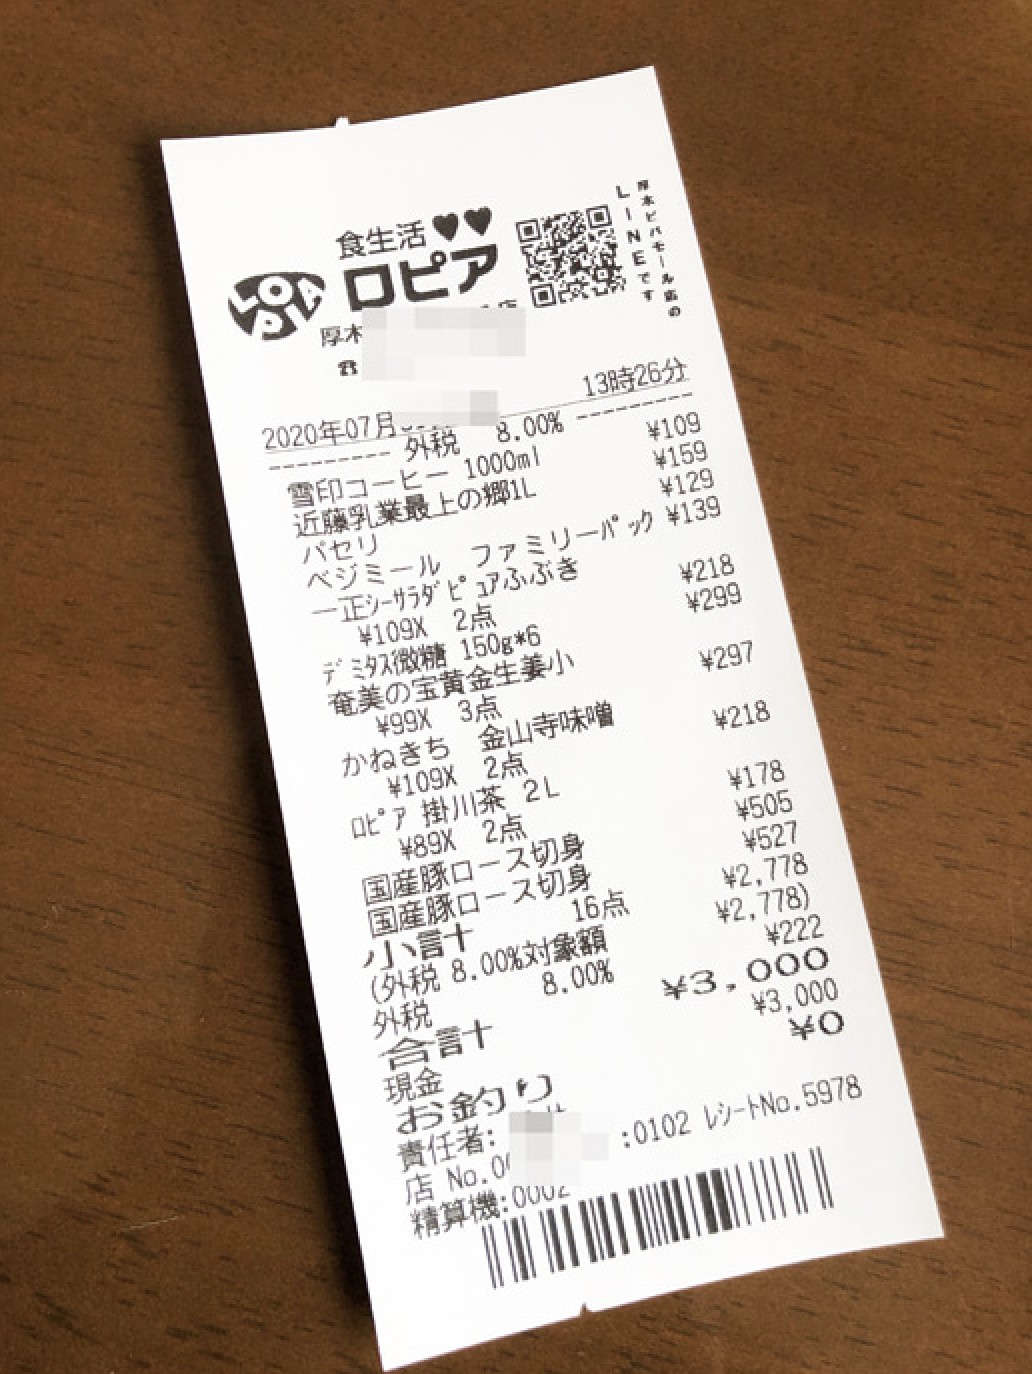 食生活♥♥
ロピア
LOPIA
厚木ビバモール店の
LINEです
厚木
☎
2020年07月 13時26分
外税 8.00%
雪印コーヒー 1000ml ¥109
近藤乳業最上の郷1L ¥159
パセリ ¥129
ベジミール ファミリーパック ¥139
一正シーサラダピュアふぶき
¥109X 2点 ¥218
デミタス微糖 150g*6 ¥299
奄美の宝黄金生姜小
¥99X 3点 ¥297
かねきち 金山寺味噌
¥109X 2点 ¥218
ロピア 掛川茶 2L
¥89X 2点 ¥178
国産豚ロース切身 ¥505
国産豚ロース切身 ¥527
小計 16点 ¥2,778
(外税 8.00%対象額 ¥2,778)
外税 8.00% ¥222
合計 ¥3,000
現金 ¥3,000
お釣り ¥0
責任者:
店 No.00 :0102 レシートNo.5978
精算機:0002